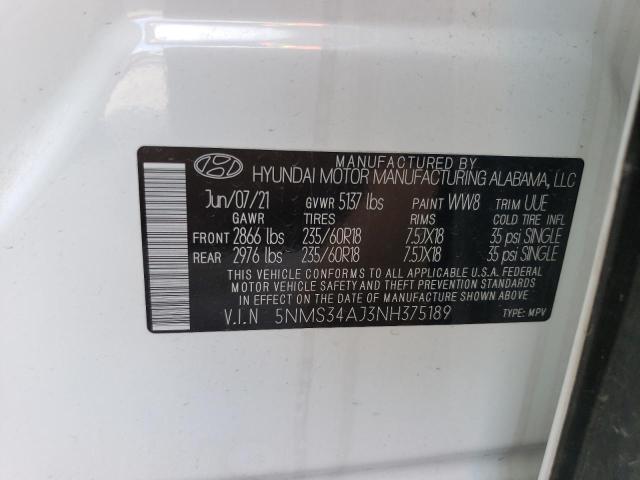 MANUFACTURED BY
HYUNDAI MOTOR MANUFACTURING ALABAMA, LLC
Jun/07/21 GVWR 5137 lbs PAINT WW8 TRIM UUE
GAWR TIRES RIMS COLD TIRE INFL
FRONT 2866 lbs 235/60R18 7.5JX18 35 psi SINGLE
REAR 2976 lbs 235/60R18 7.5JX18 35 psi SINGLE
THIS VEHICLE CONFORMS TO ALL APPLICABLE U.S.A. FEDERAL
MOTOR VEHICLE SAFETY AND THEFT PREVENTION STANDARDS
IN EFFECT ON THE DATE OF MANUFACTURE SHOWN ABOVE.
V.I.N 5NMS34AJ3NH375189 TYPE: MPV